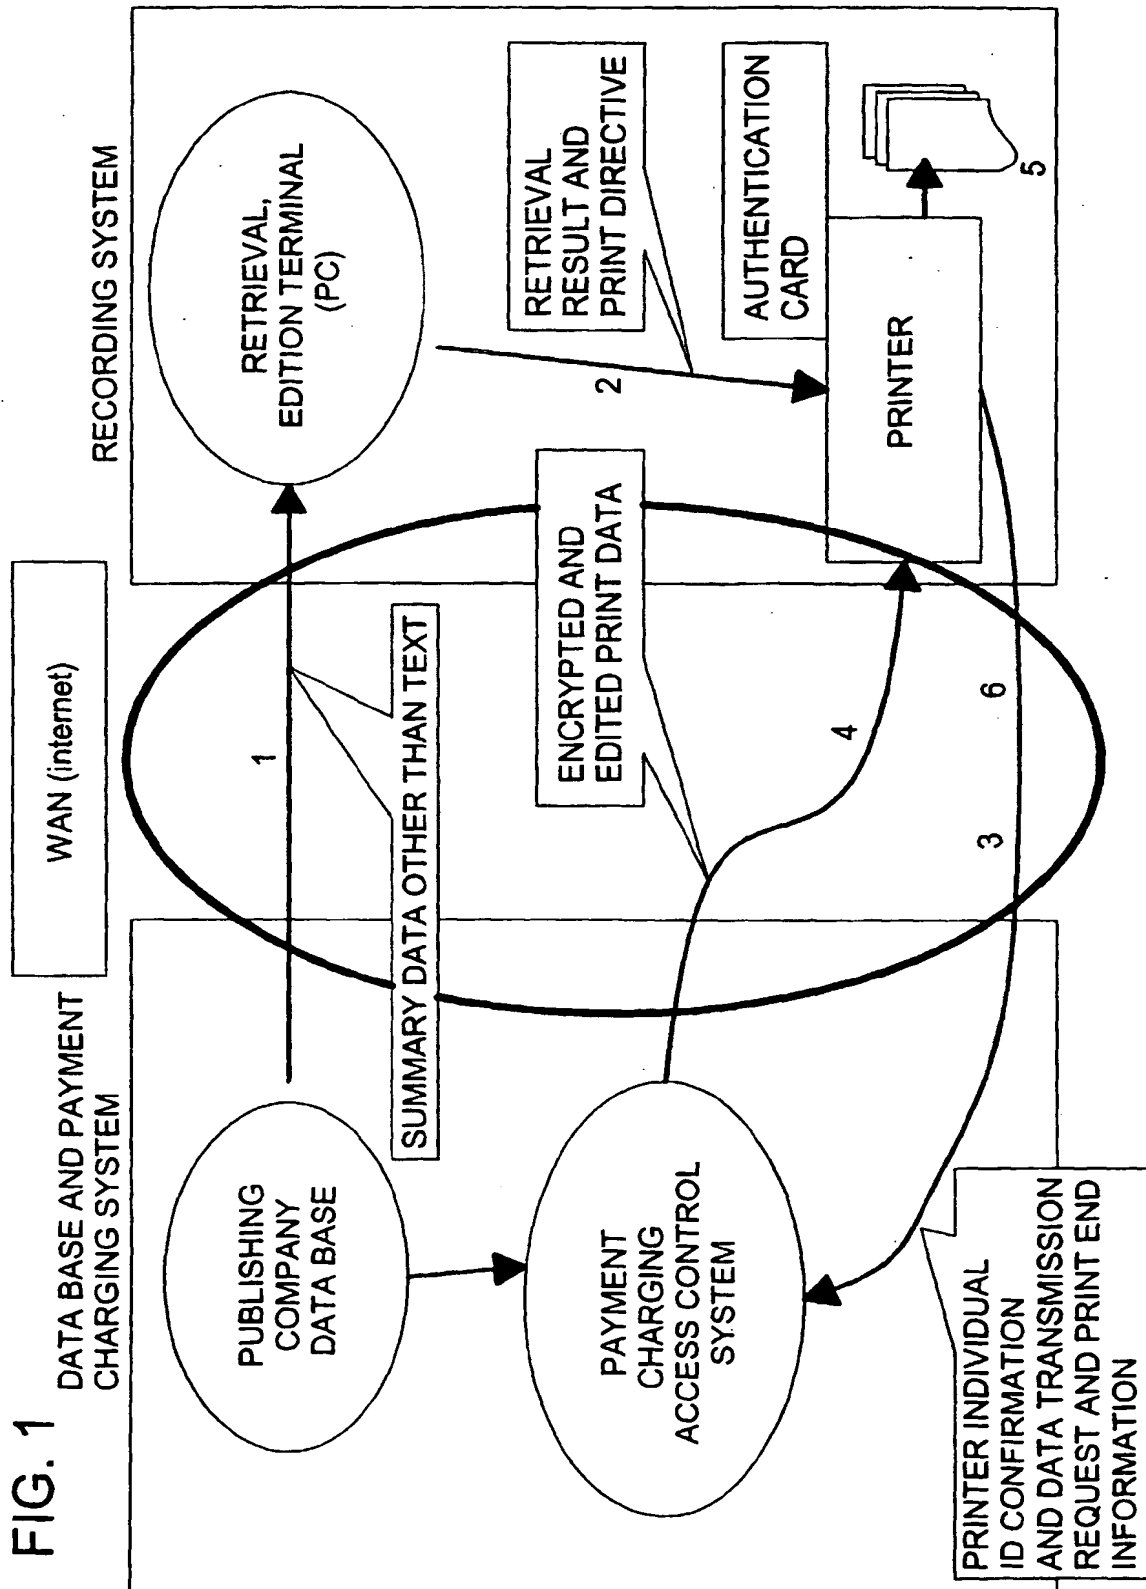 FIG. 1
DATA BASE AND PAYMENT
CHARGING SYSTEM
WAN (internet)
RECORDING SYSTEM
PUBLISHING
COMPANY
DATA BASE
1
SUMMARY DATA OTHER THAN TEXT
RETRIEVAL,
EDITION TERMINAL
(PC)
2
RETRIEVAL
RESULT AND
PRINT DIRECTIVE
PAYMENT
CHARGING
ACCESS CONTROL
SYSTEM
ENCRYPTED AND
EDITED PRINT DATA
4
AUTHENTICATION
CARD
PRINTER
5
3
6
PRINTER INDIVIDUAL
ID CONFIRMATION
AND DATA TRANSMISSION
REQUEST AND PRINT END
INFORMATION